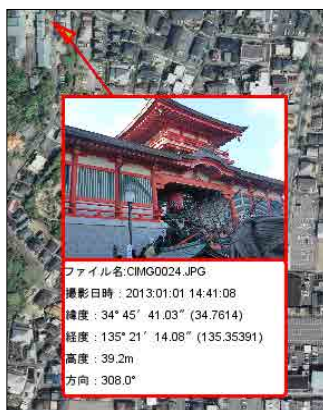 ファイル名:CIMG0024.JPG
撮影日時：2013:01:01 14:41:08
緯度：34° 45′ 41.03″ (34.7614)
経度：135° 21′ 14.08″ (135.35391)
高度：39.2m
方向：308.0°